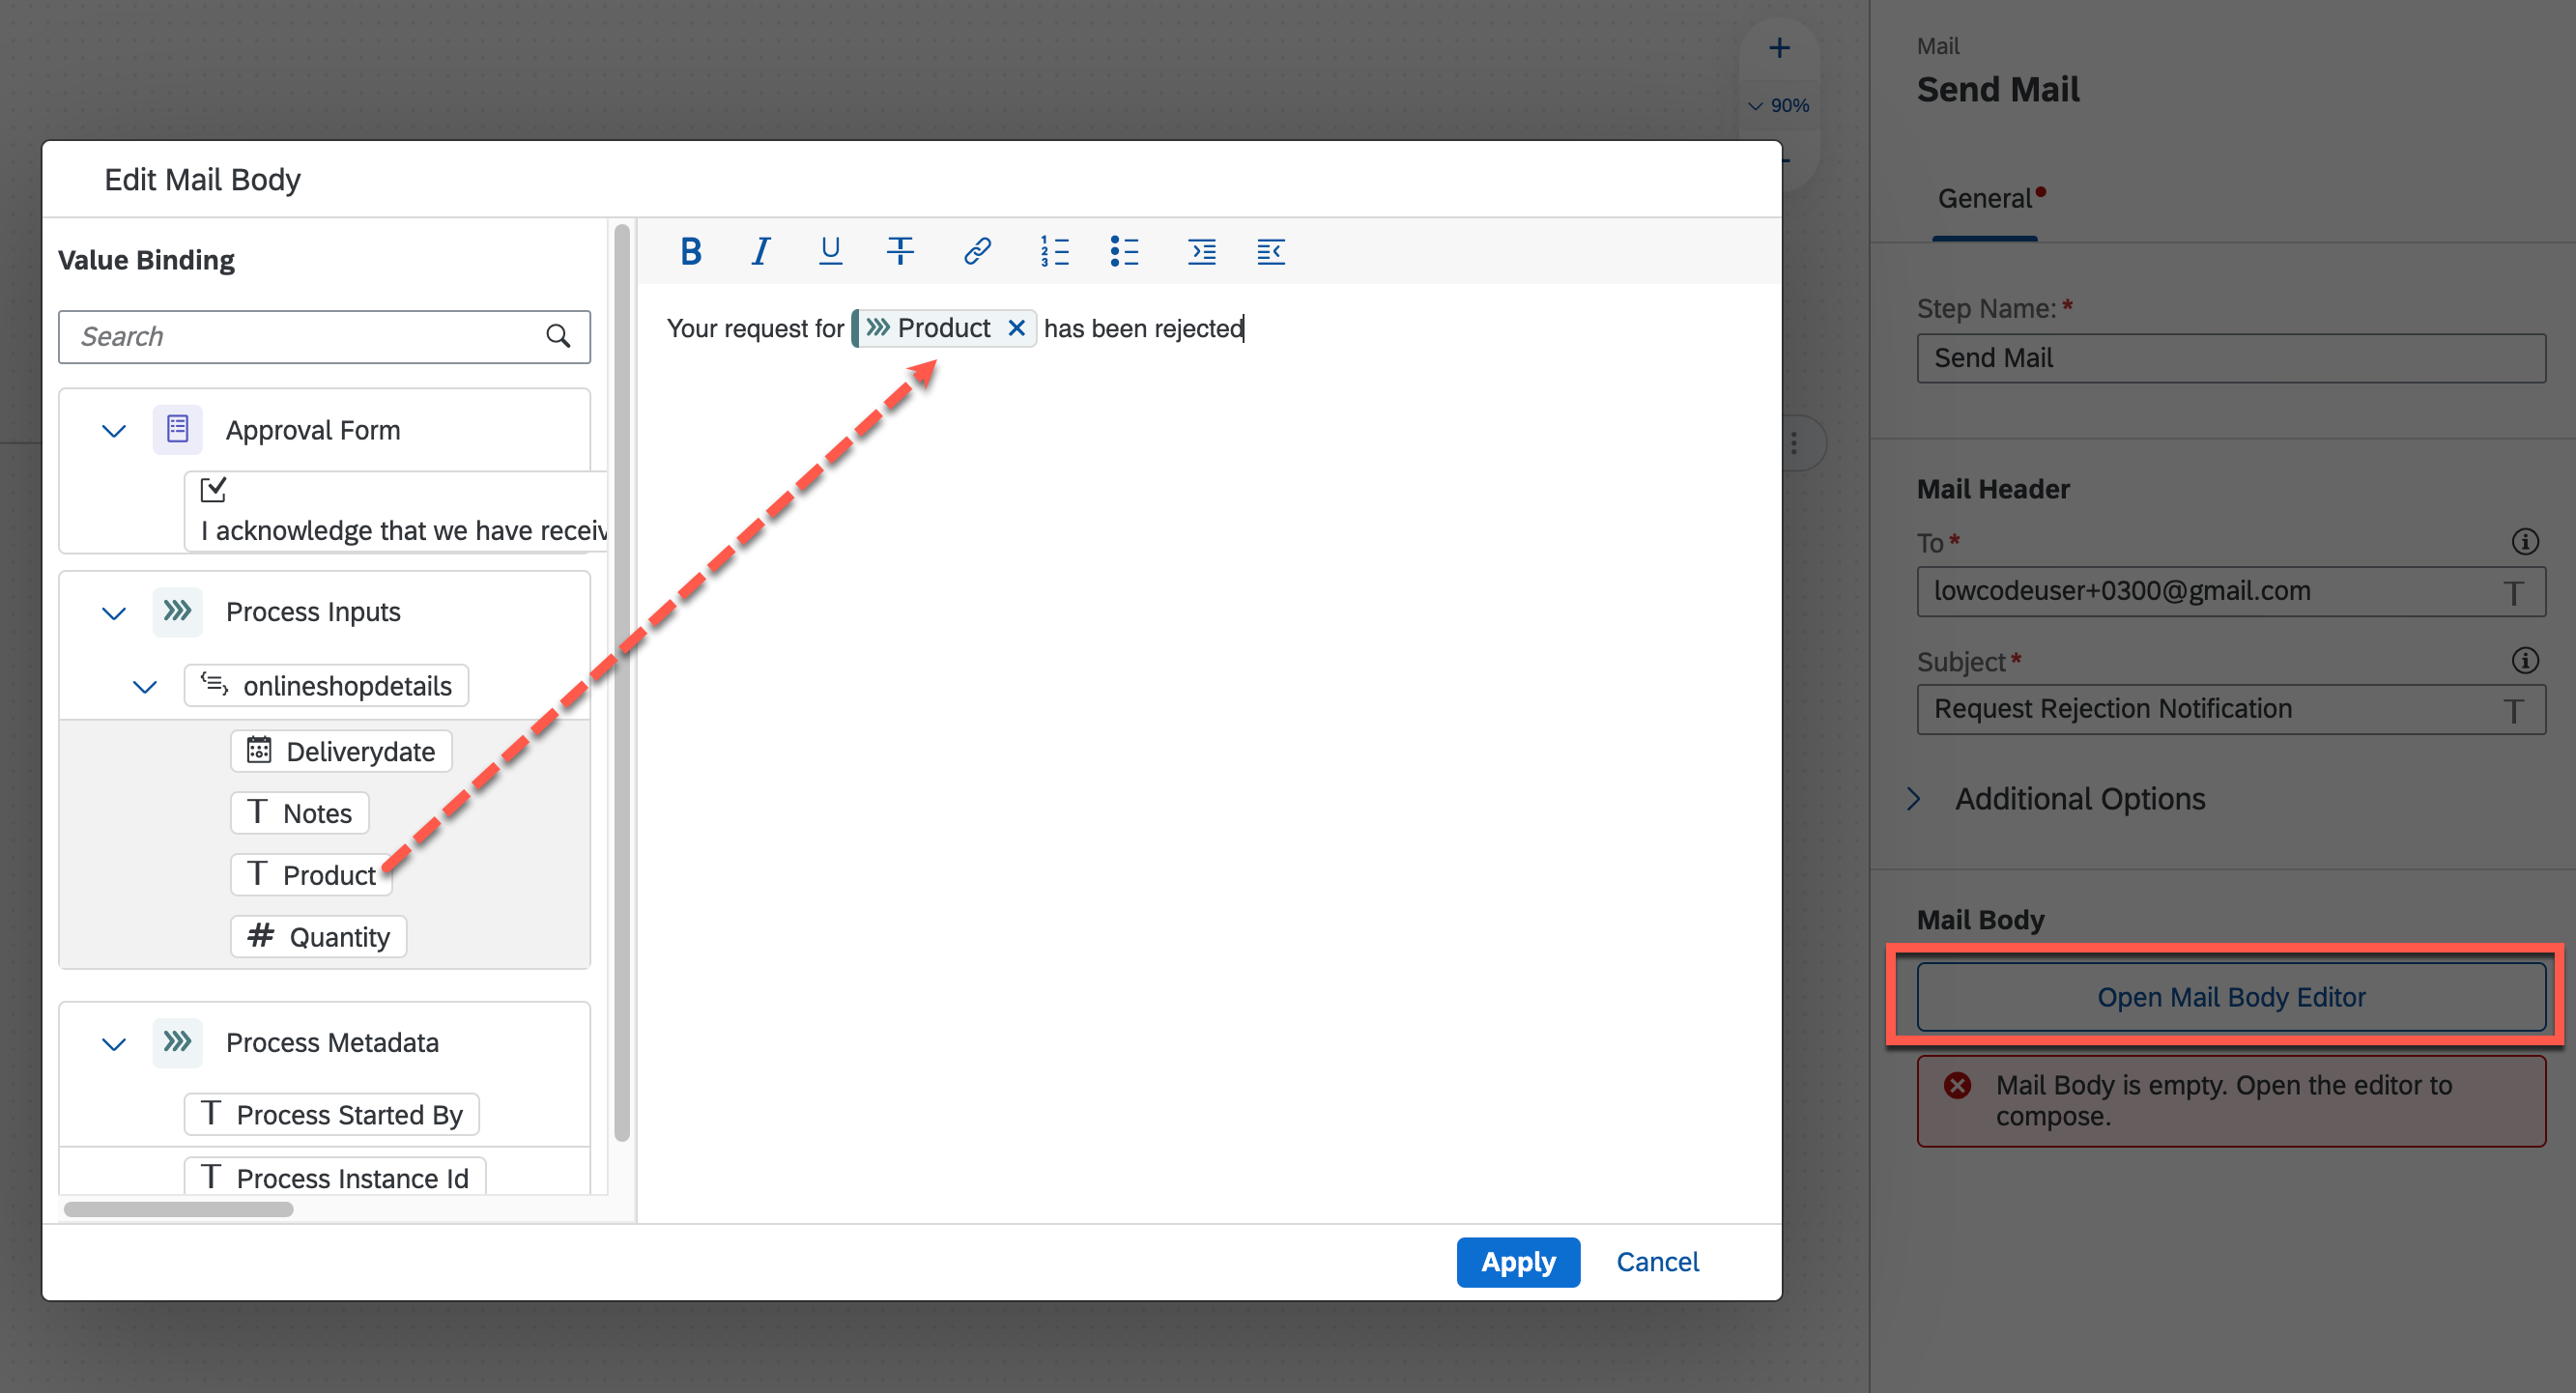 Mail
Send Mail
90%
General
Step Name: *
Send Mail
Mail Header
To *
lowcodeuser+0300@gmail.com
Subject *
Request Rejection Notification
Additional Options
Mail Body
Open Mail Body Editor
Mail Body is empty. Open the editor to
compose.
Edit Mail Body
Value Binding
Search
Approval Form
I acknowledge that we have receiv
Process Inputs
onlineshopdetails
Deliverydate
T Notes
T Product
# Quantity
Process Metadata
T Process Started By
T Process Instance Id
B I U T
Your request for Product has been rejected
Apply Cancel